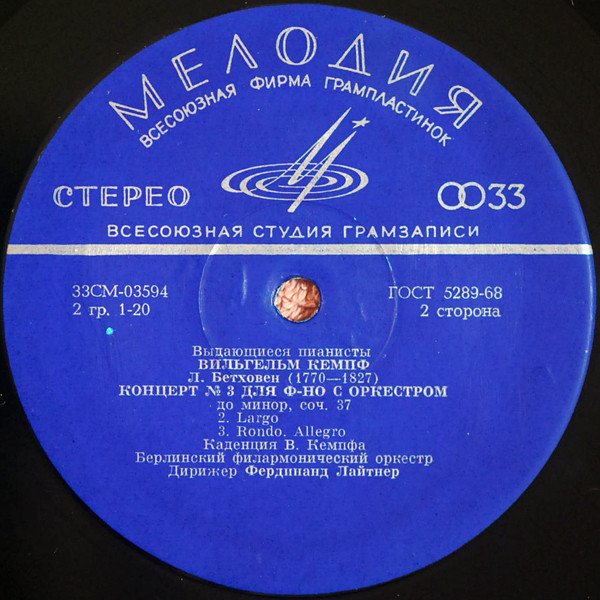 МЕЛОДИЯ
ВСЕСОЮЗНАЯ ФИРМА ГРАМПЛАСТИНОК
СТЕРЕО
33
ВСЕСОЮЗНАЯ СТУДИЯ ГРАМЗАПИСИ
33СМ-03594
ГОСТ 5289-68
2 гр. 1-20
2 сторона
Выдающиеся пианисты
ВИЛЬГЕЛЬМ КЕМПФ
Л. Бетховен (1770—1827)
КОНЦЕРТ № 3 ДЛЯ Ф-НО С ОРКЕСТРОМ
до минор, соч. 37
2. Largo
3. Rondo. Allegro
Каденция В. Кемпфа
Берлинский филармонический оркестр
Дирижер Фердинанд Лайтнер